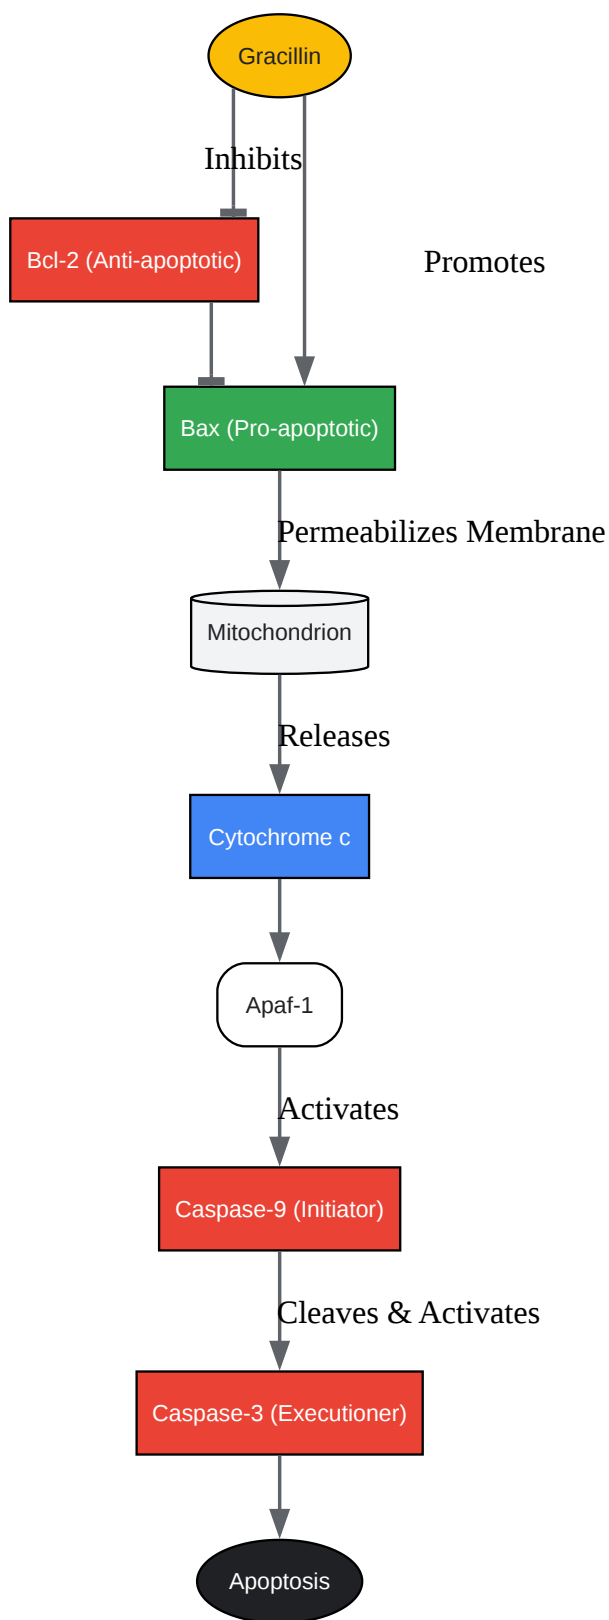 Gracillin
Inhibits
Bcl-2 (Anti-apoptotic)
Promotes
Bax (Pro-apoptotic)
Permeabilizes Membrane
Mitochondrion
Releases
Cytochrome c
Apaf-1
Activates
Caspase-9 (Initiator)
Cleaves & Activates
Caspase-3 (Executioner)
Apoptosis